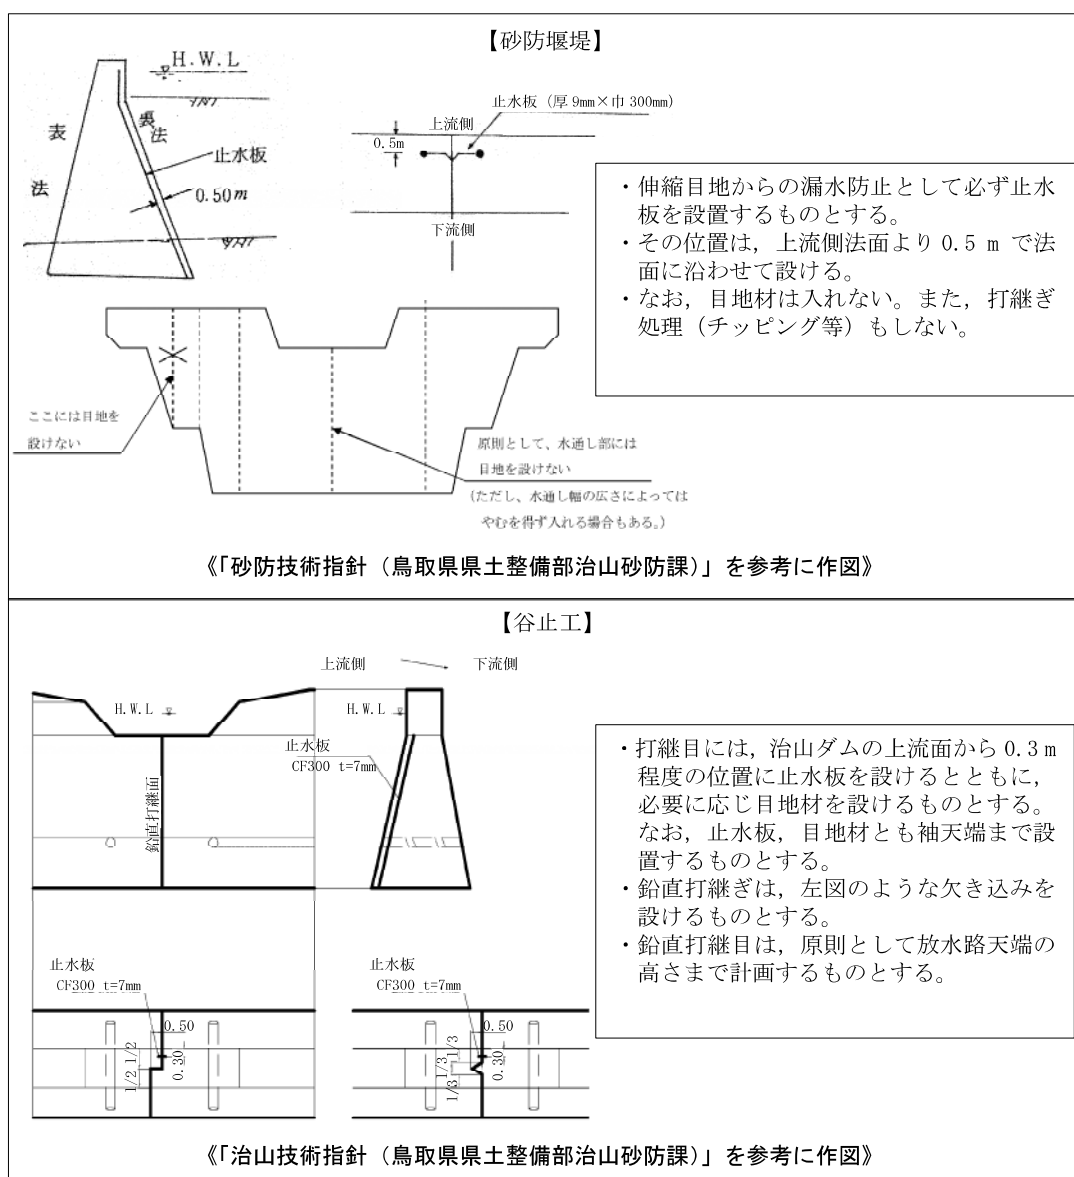 【砂防堰堤】
H.W.L
表
法
裏法
止水板
0.50m
止水板（厚 9mm×巾 300mm）
上流側
0.5m
下流側
・伸縮目地からの漏水防止として必ず止水
板を設置するものとする。
・その位置は，上流側法面より 0.5 m で法
面に沿わせて設ける。
・なお，目地材は入れない。また，打継ぎ
処理（チッピング等）もしない。
ここには目地を
設けない
原則として、水通し部には
目地を設けない
（ただし、水通し幅の広さによっては
やむを得ず入れる場合もある。）
《「砂防技術指針（鳥取県県土整備部治山砂防課）」を参考に作図》
【谷止工】
上流側
下流側
H.W.L
H.W.L
止水板
CF300 t=7mm
鉛直打継面
・打継目には，治山ダムの上流面から 0.3ｍ
程度の位置に止水板を設けるとともに，
必要に応じ目地材を設けるものとする。
なお，止水板，目地材とも袖天端まで設
置するものとする。
・鉛直打継ぎは，左図のような欠き込みを
設けるものとする。
・鉛直打継目は，原則として放水路天端の
高さまで計画するものとする。
止水板
CF300 t=7mm
0.50
0.30
1/2
1/2
止水板
CF300 t=7mm
0.50
0.30
1/3
1/3
1/3
《「治山技術指針（鳥取県県土整備部治山砂防課）」を参考に作図》